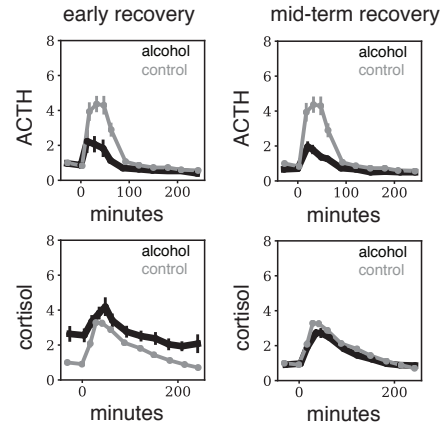 early recovery
mid-term recovery
8
6
4
2
0
ACTH
alcohol
control
0
200
minutes
8
6
4
2
0
ACTH
alcohol
control
0
100
200
minutes
8
6
4
2
0
cortisol
alcohol
control
0
200
minutes
8
6
4
2
0
cortisol
alcohol
control
0
200
minutes